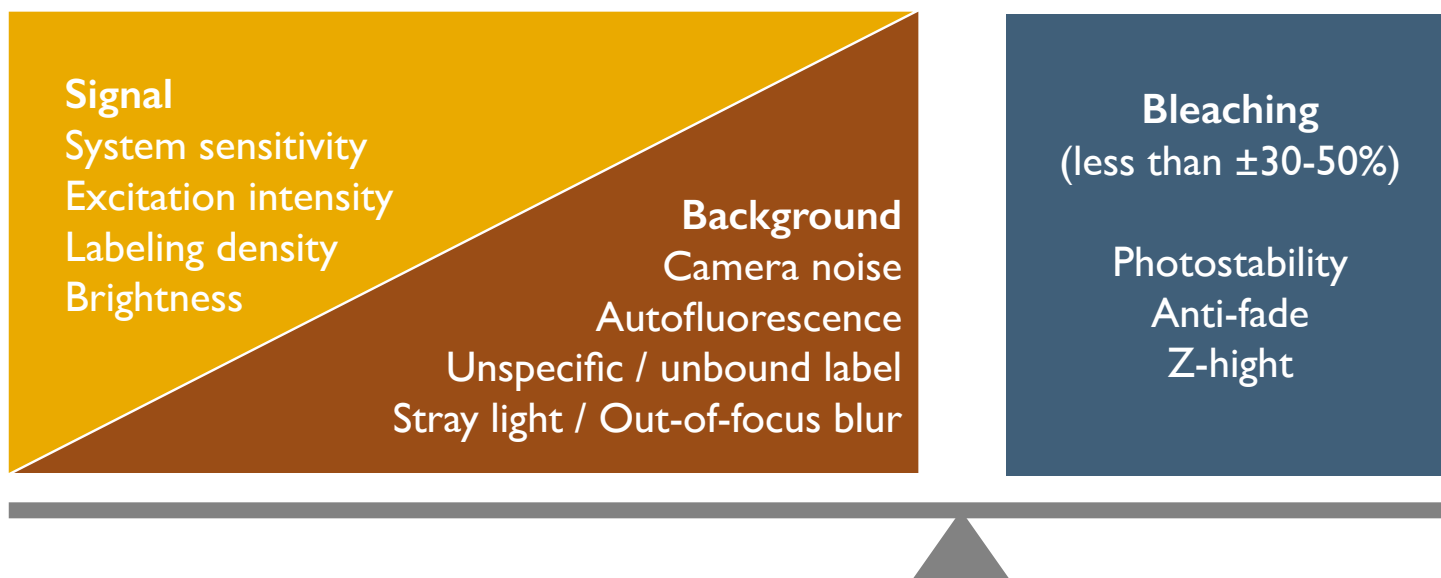 Signal
System sensitivity
Excitation intensity
Labeling density
Brightness
Background
Camera noise
Autofluorescence
Unspecific / unbound label
Stray light / Out-of-focus blur
Bleaching
(less than ±30-50%)
Photostability
Anti-fade
Z-hight